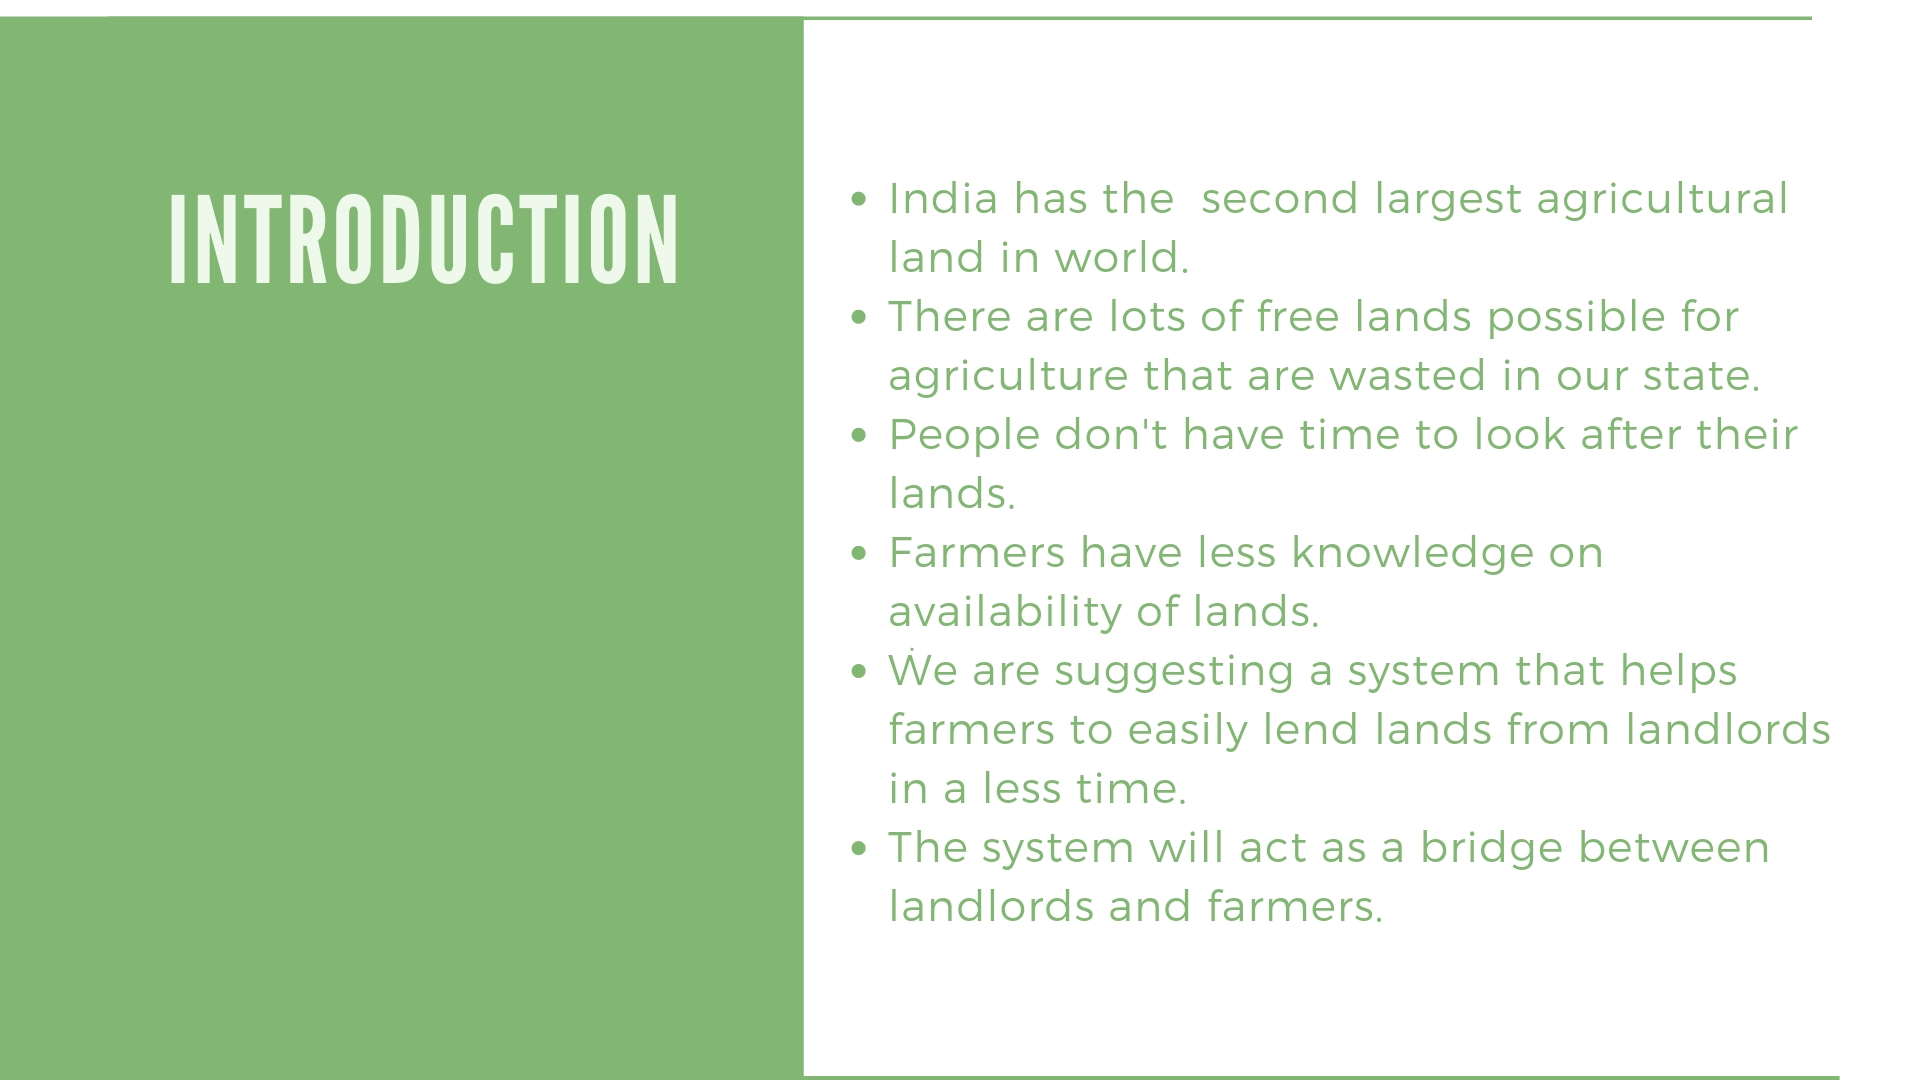 INTRODUCTION
• India has the  second largest agricultural
land in world.
• There are lots of free lands possible for
agriculture that are wasted in our state.
• People don't have time to look after their
lands.
• Farmers have less knowledge on
availability of lands.
• Ẇe are suggesting a system that helps
farmers to easily lend lands from landlords
in a less time.
• The system will act as a bridge between
landlords and farmers.